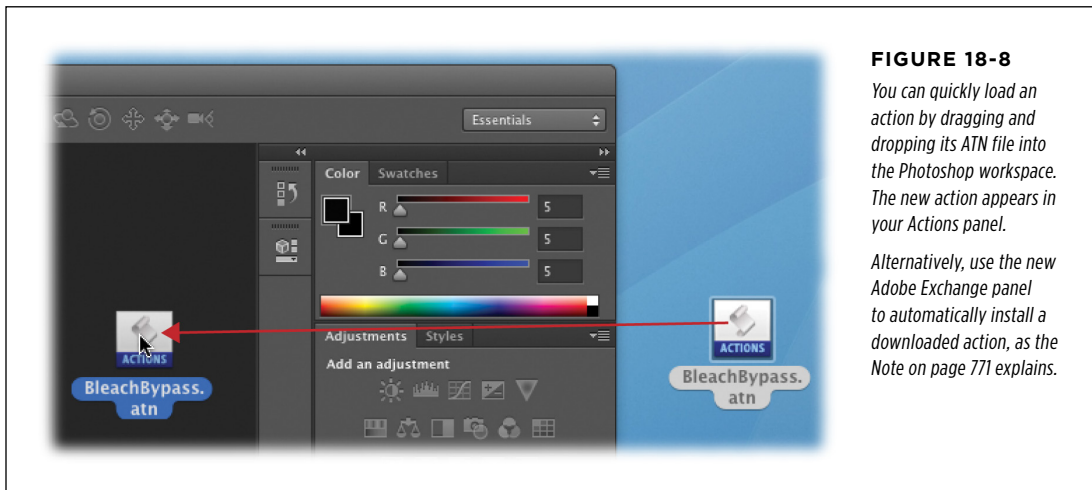 Essentials
Color Swatches
R 5
G 5
B 5
Adjustments Styles
Add an adjustment
ACTIONS
BleachBypass.
atn
ACTIONS
BleachBypass.
atn
FIGURE 18-8
You can quickly load an
action by dragging and
dropping its ATN file into
the Photoshop workspace.
The new action appears in
your Actions panel.
Alternatively, use the new
Adobe Exchange panel
to automatically install a
downloaded action, as the
Note on page 771 explains.